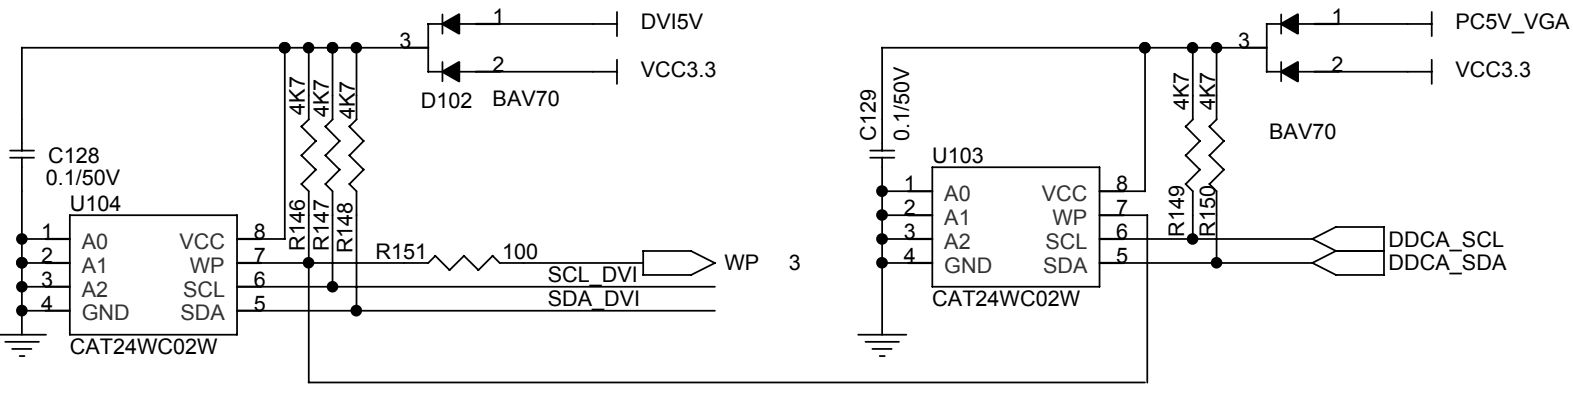 1
DVI5V
3
2
VCC3.3
D102
BAV70
4K7
4K7
4K7
C128
0.1/50V
U104
1
A0
VCC
8
2
A1
WP
7
3
A2
SCL
6
4
GND
SDA
5
CAT24WC02W
R146
R147
R148
R151
100
WP
3
SCL_DVI
SDA_DVI
1
PC5V_VGA
3
2
VCC3.3
BAV70
4K7
4K7
C129
0.1/50V
U103
1
A0
VCC
8
2
A1
WP
7
3
A2
SCL
6
4
GND
SDA
5
CAT24WC02W
R149
R150
DDCA_SCL
DDCA_SDA